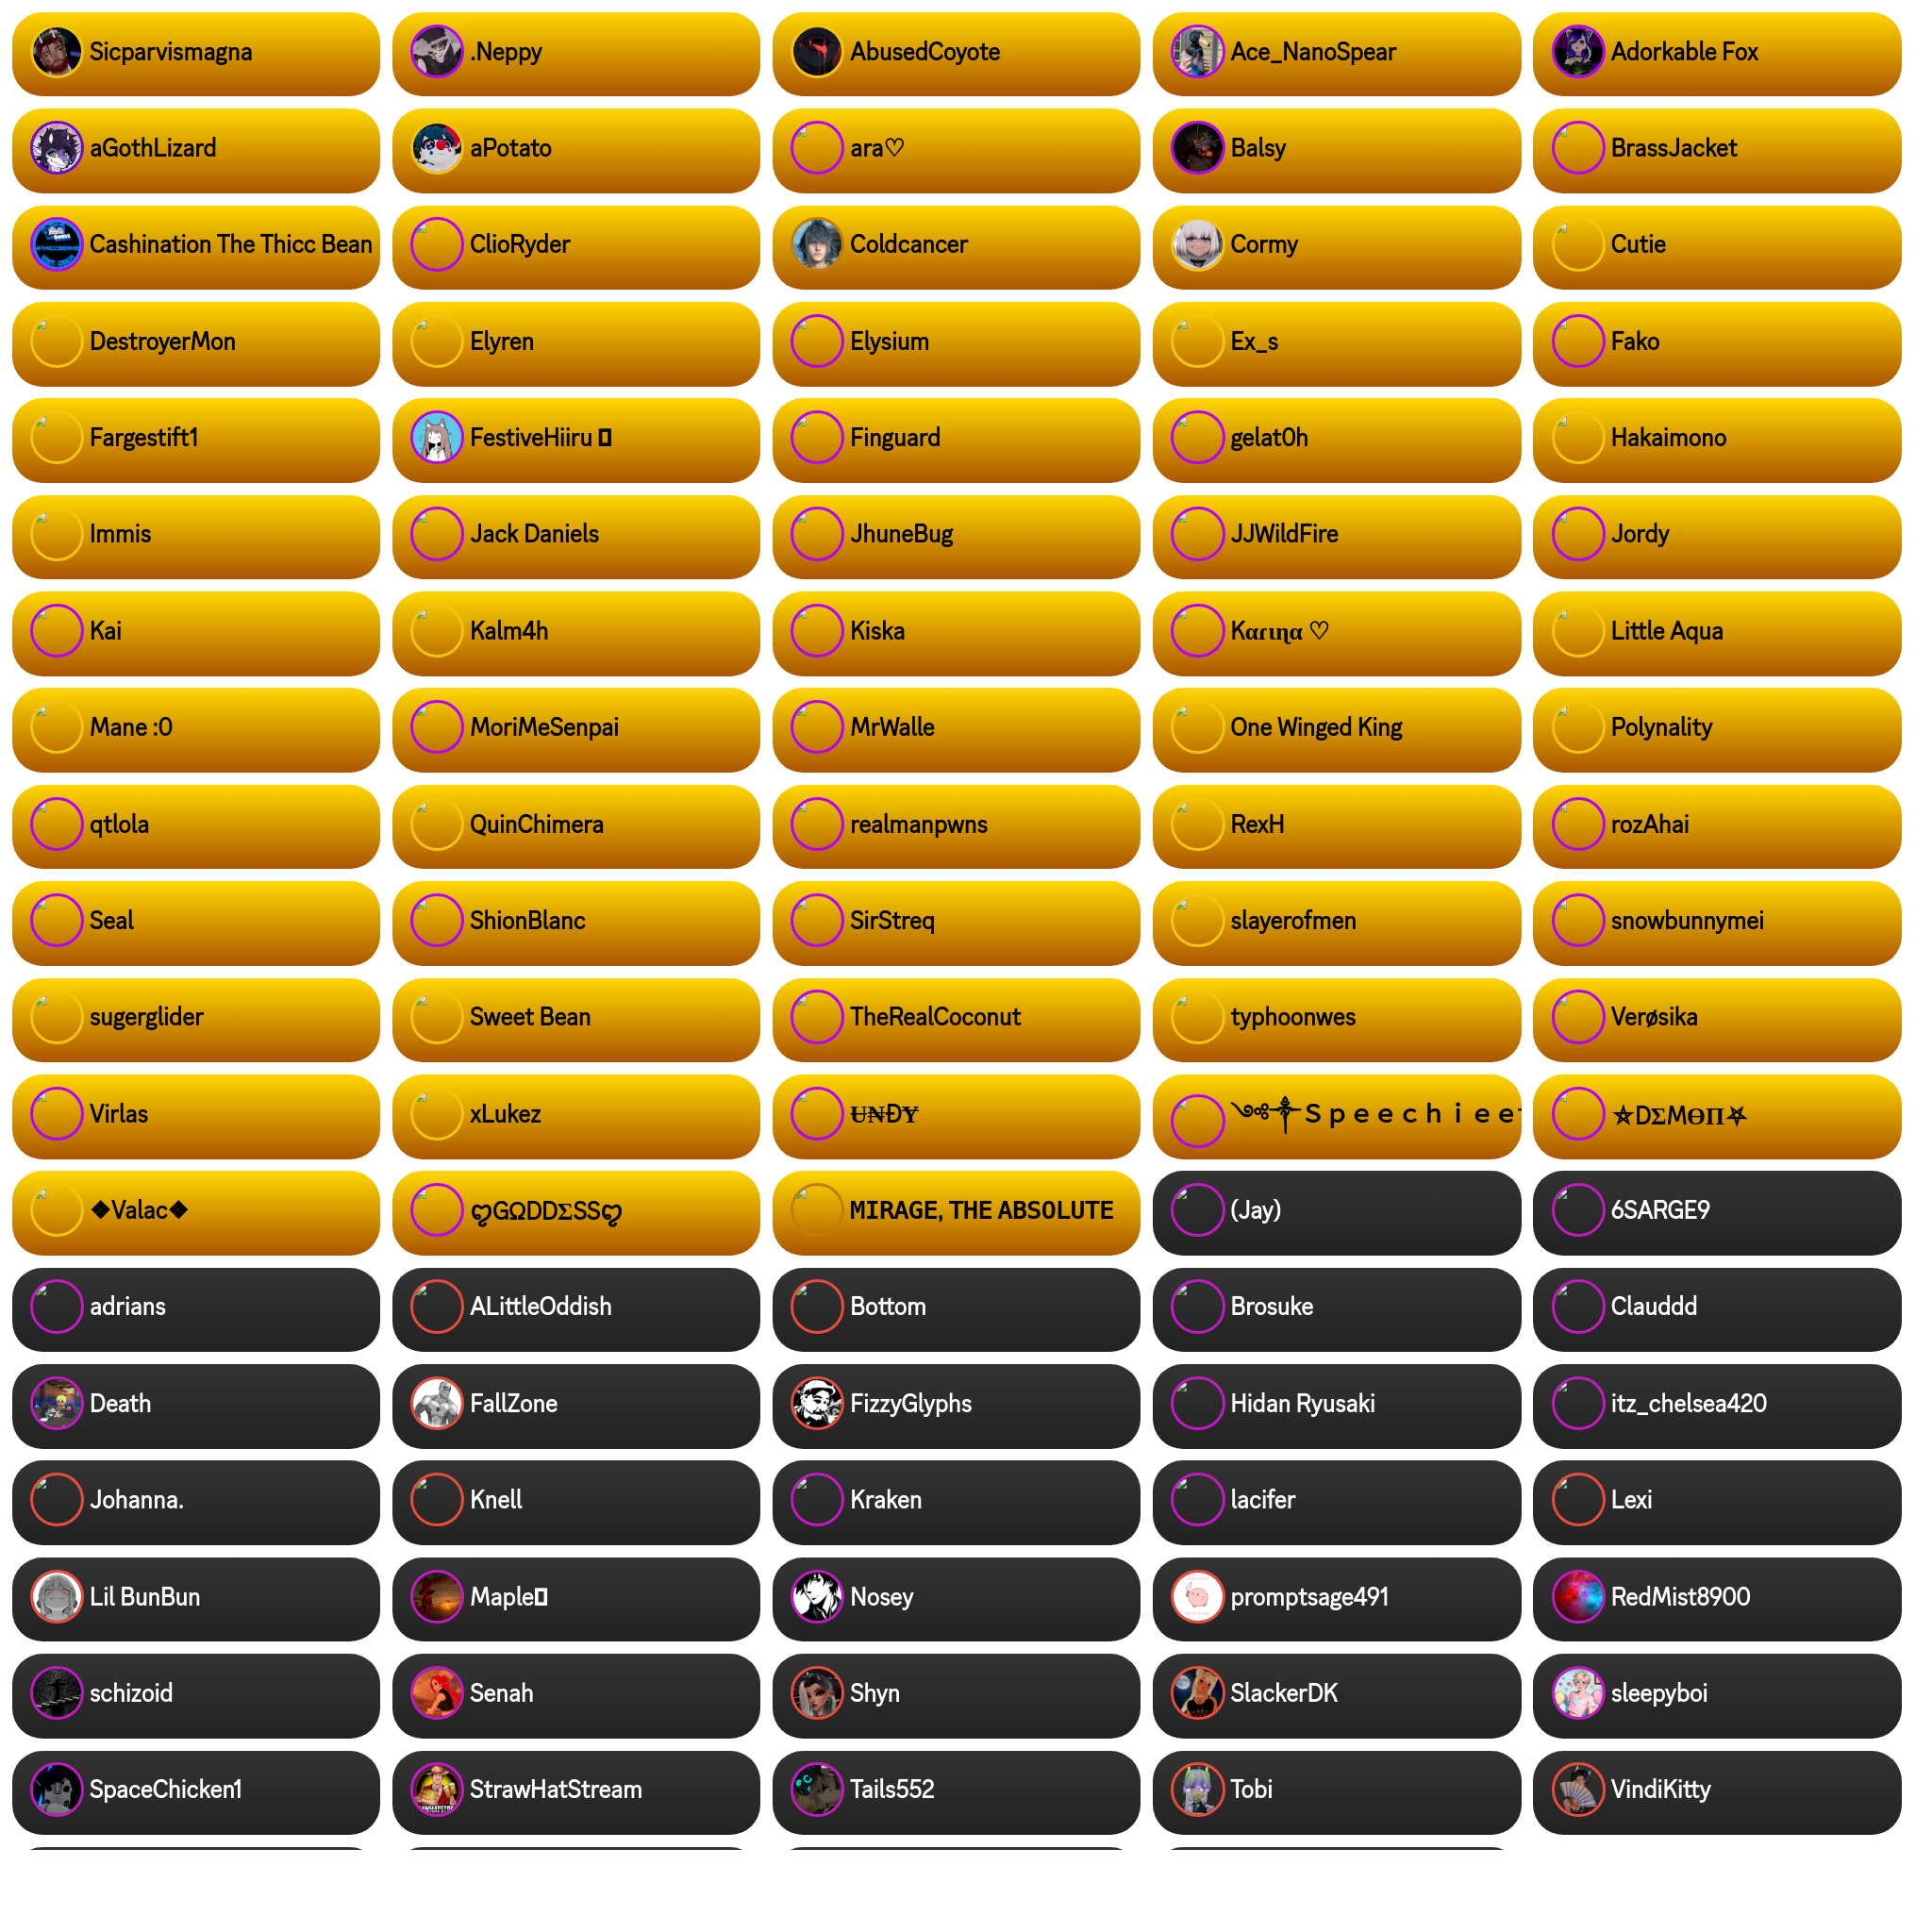 Sicparvismagna
.Neppy
AbusedCoyote
Ace_NanoSpear
Adorkable Fox
aGothLizard
aPotato
ara♡
Balsy
BrassJacket
Cashination The Thicc Bean
ClioRyder
Coldcancer
Cormy
Cutie
DestroyerMon
Elyren
Elysium
Ex_s
Fako
Fargestift1
FestiveHiiru
Finguard
gelat0h
Hakaimono
Immis
Jack Daniels
JhuneBug
JJWildFire
Jordy
Kai
Kalm4h
Kiska
Kαɾιɳα ♡
Little Aqua
Mane :0
MoriMeSenpai
MrWalle
One Winged King
Polynality
qtlola
QuinChimera
realmanpwns
RexH
rozAhai
Seal
ShionBlanc
SirStreq
slayerofmen
snowbunnymei
sugerglider
Sweet Bean
TheRealCoconut
typhoonwes
Verøsika
Virlas
xLukez
U̶₦ĐɎ
༺༒Ｓｐｅｅｃｈｉｅｅ
⛤DΣMӨΠ⛧
❖Valac❖
ღGΩDDΣSSღ
MIRAGE, THE ABSOLUTE
(Jay)
6SARGE9
adrians
ALittleOddish
Bottom
Brosuke
Clauddd
Death
FallZone
FizzyGlyphs
Hidan Ryusaki
itz_chelsea420
Johanna.
Knell
Kraken
lacifer
Lexi
Lil BunBun
Maple
Nosey
promptsage491
RedMist8900
schizoid
Senah
Shyn
SlackerDK
sleepyboi
SpaceChicken1
StrawHatStream
Tails552
Tobi
VindiKitty